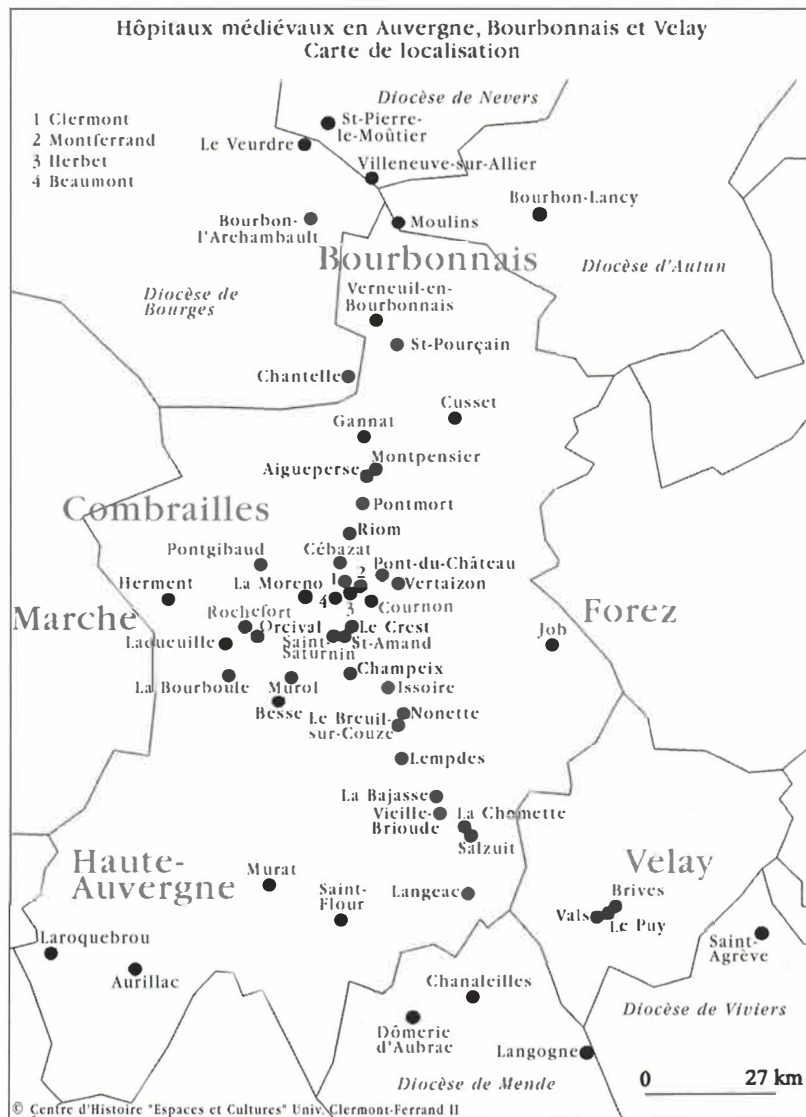 Hôpitaux médiévaux en Auvergne, Bourbonnais et Velay
Carte de localisation
1 Clermont
2 Montferrand
3 Herbet
4 Beaumont
Diocèse de Nevers
St-Pierre-
le-Moûtier
Le Veurdre
Villeneuve-sur-Allier
Bourbon-Lancy
Bourbon-
l'Archambault
Moulins
Bourbonnais
Diocèse d'Autun
Diocèse de
Bourges
Verneuil-en-
Bourbonnais
St-Pourçain
Chantelle
Cusset
Gannat
Montpensier
Aigueperse
Combrailles
Pontmort
Riom
Pontgibaud
Cébazat
Pont-du-Château
1
2
Herment
La Moreno
Vertaizon
4
3
Cournon
Marche
Forez
Rochefort
Orcival
Le Crest
Job
Laqueuille
Saint-
Saturnin
St-Amand
Champeix
La Bourboule
Murol
Issoire
Besse
Nonette
Le Breuil-
sur-Couze
Lempdes
La Bajasse
Vieille-
Brioude
La Chomette
Salzuit
Haute-
Auvergne
Velay
Murat
Saint-
Flour
Langeac
Brives
Vals
Le Puy
Laroquebrou
Saint-
Agrève
Aurillac
Chanaleilles
Diocèse de Viviers
Dômerie
d'Aubrac
Langogne
0
27 km
Diocèse de Mende
© Centre d'Histoire "Espaces et Cultures" Univ. Clermont-Ferrand II